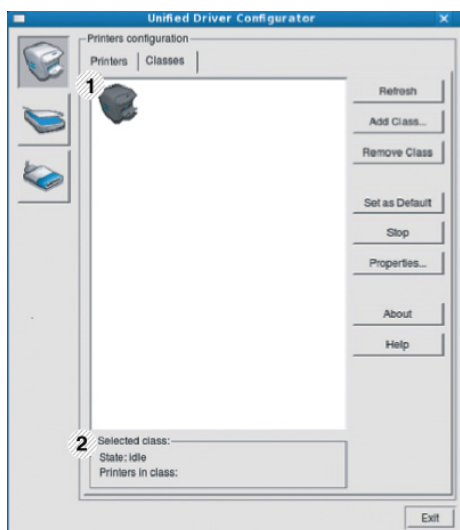 Unified Driver Configurator
Printers configuration
Printers Classes
1
Refresh
Add Class...
Remove Class
Set as Default
Stop
Properties...
About
Help
2 Selected class:
State: idle
Printers in class:
Exit